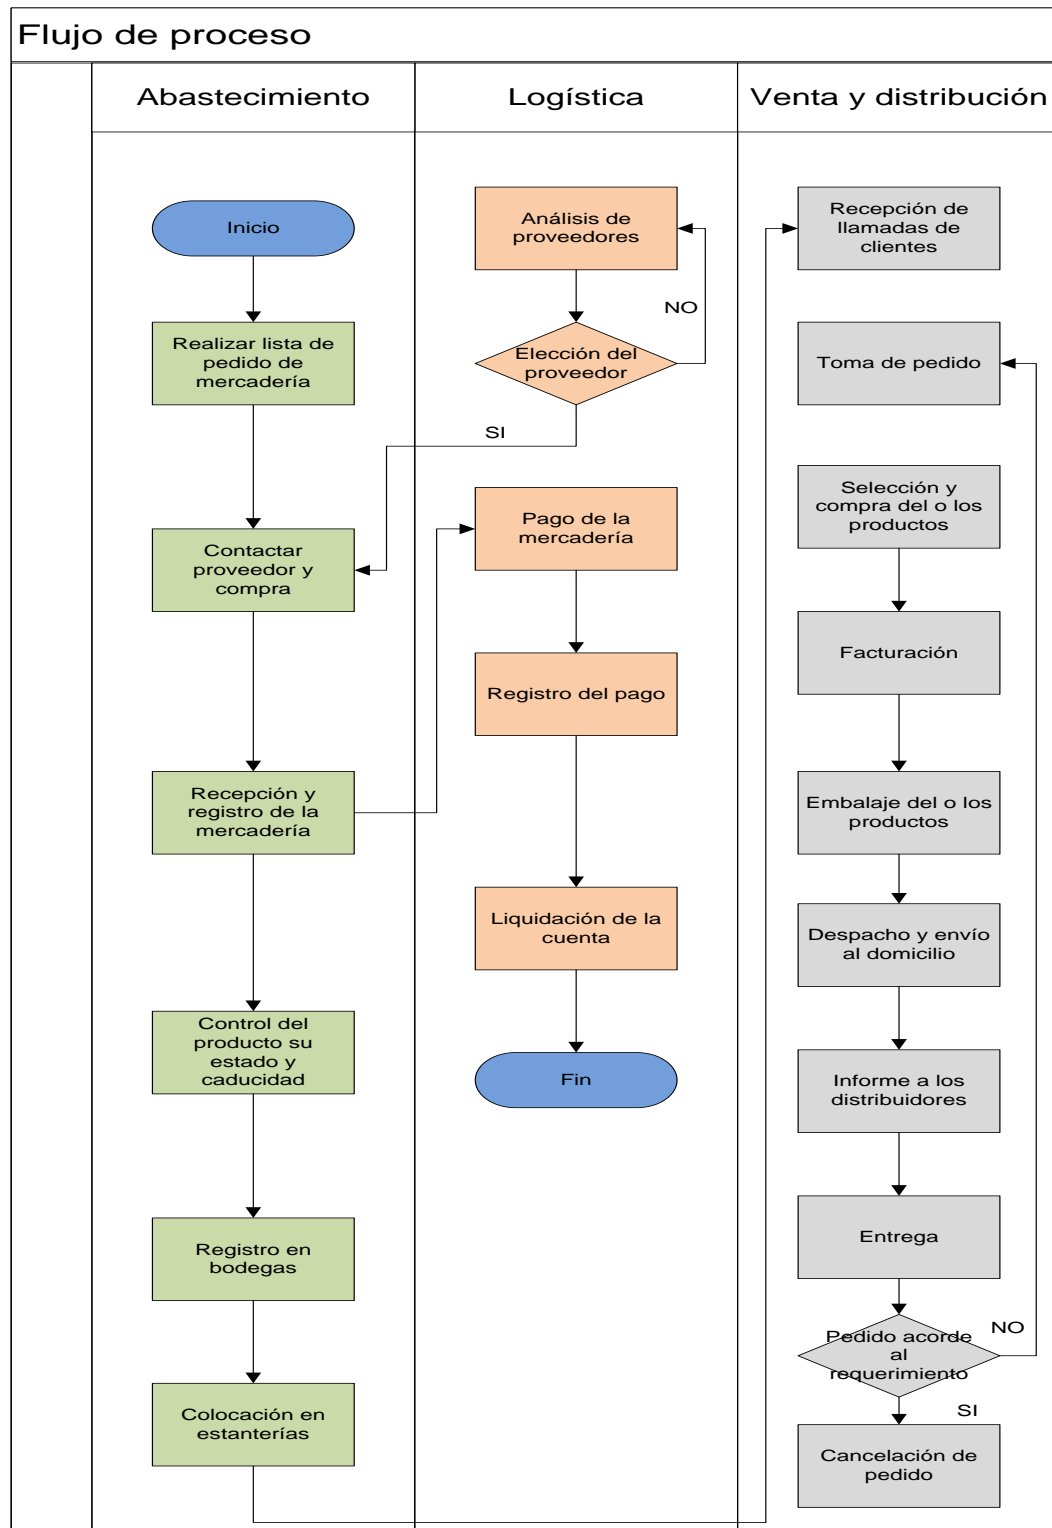 Flujo de proceso
Abastecimiento
Logística
Venta y distribución
Inicio
Realizar lista de
pedido de
mercadería
Contactar
proveedor y
compra
Recepción y
registro de la
mercadería
Control del
producto su
estado y
caducidad
Registro en
bodegas
Colocación en
estanterías
Análisis de
proveedores
NO
Elección del
proveedor
SI
Pago de la
mercadería
Registro del pago
Liquidación de la
cuenta
Fin
Recepción de
llamadas de
clientes
Toma de pedido
Selección y
compra del o los
productos
Facturación
Embalaje del o los
productos
Despacho y envío
al domicilio
Informe a los
distribuidores
Entrega
Pedido acorde
al
requerimiento
NO
SI
Cancelación de
pedido